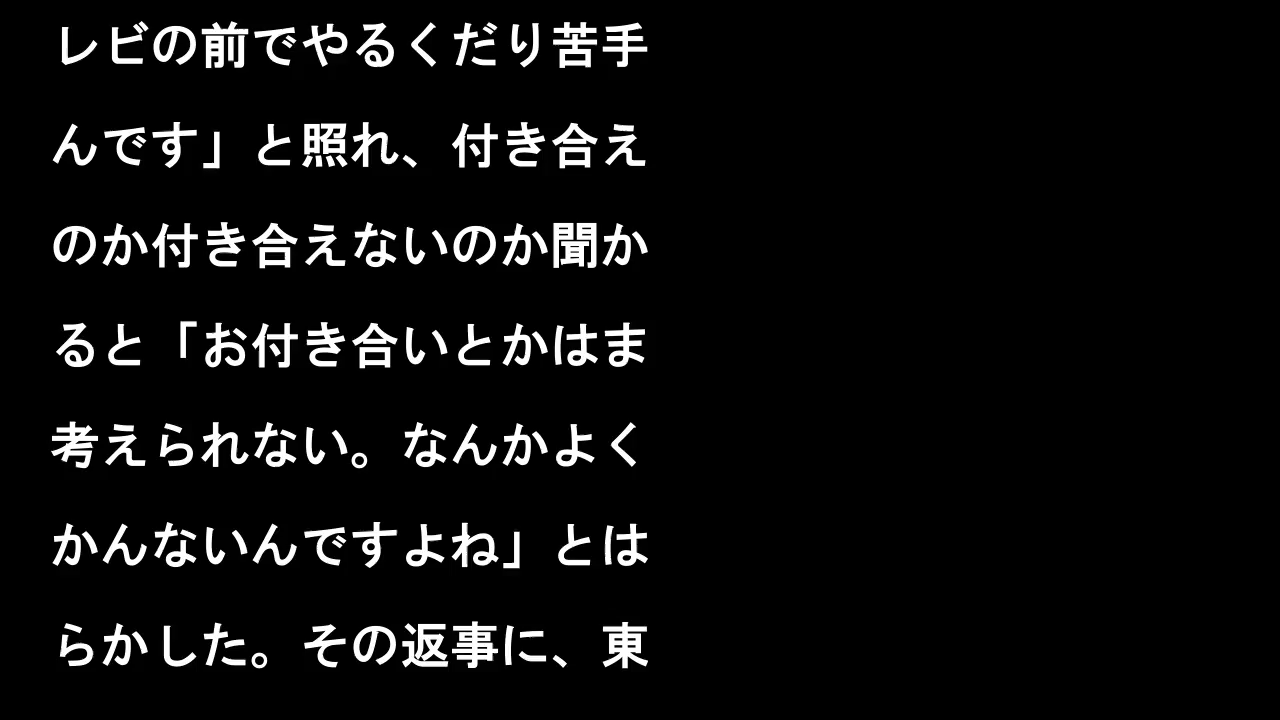 レビの前でやるくだり苦手
んです」と照れ、付き合え
のか付き合えないのか聞か
ると「お付き合いとかはま
考えられない。なんかよく
かんないんですよね」とは
らかした。その返事に、東